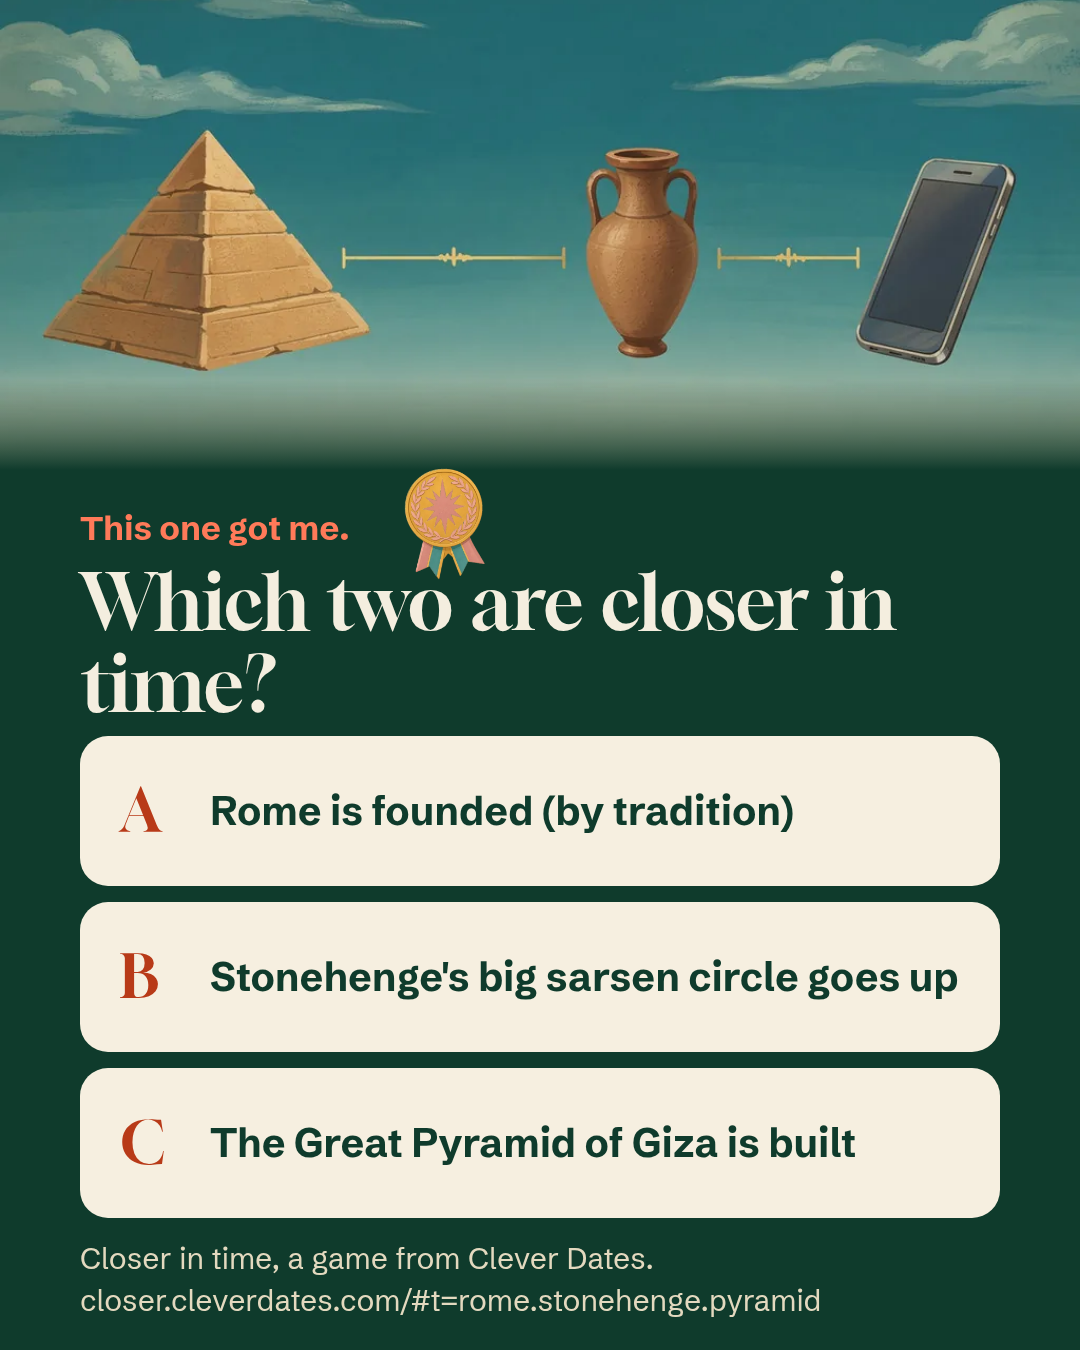 This one got me.
Which two are closer in
time?
A Rome is founded (by tradition)
B Stonehenge's big sarsen circle goes up
C The Great Pyramid of Giza is built
Closer in time, a game from Clever Dates.
closer.cleverdates.com/#t=rome.stonehenge.pyramid